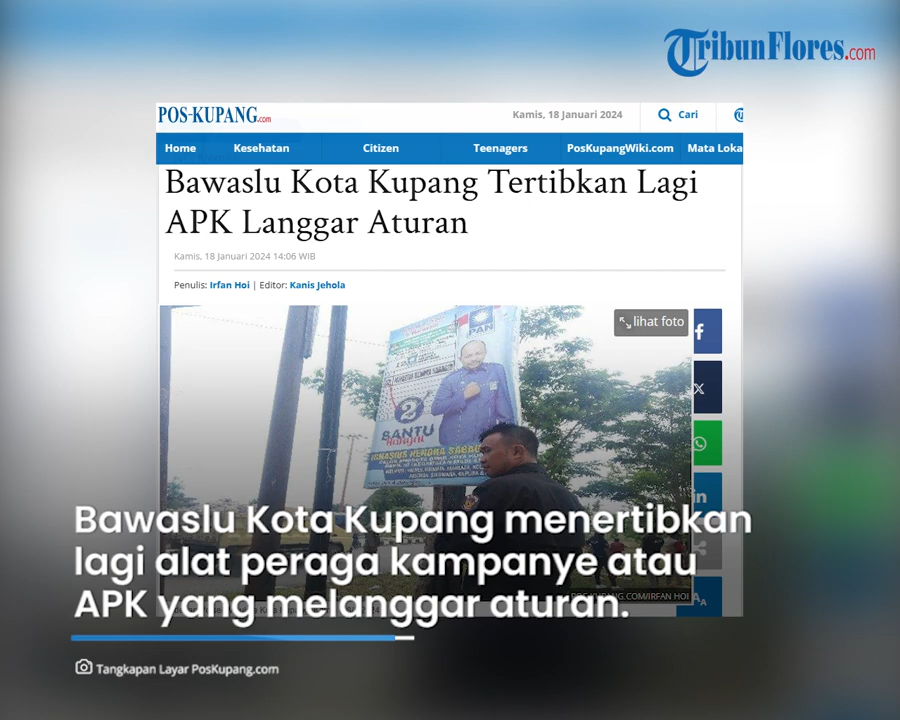 TribunFlores.com
POS-KUPANG.com
Kamis, 18 Januari 2024
Cari
Home Kesehatan Citizen Teenagers PosKupangWiki.com Mata Loka
Bawaslu Kota Kupang Tertibkan Lagi
APK Langgar Aturan
Kamis, 18 Januari 2024 14:06 WIB
Penulis: Irfan Hoi | Editor: Kanis Jehola
lihat foto
PAN
2
BANTU
Bawaslu Kota Kupang menertibkan
lagi alat peraga kampanye atau
APK yang melanggar aturan.
POS-KUPANG.COM/IRFAN HOI
Tangkapan Layar PosKupang.com